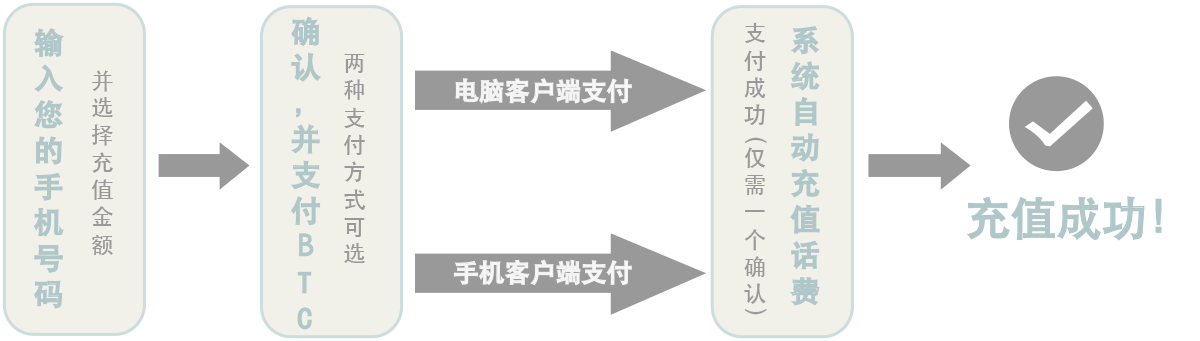 输入您的手机号码
并选择充值金额
确认,并支付BTC
两种支付方式可选
电脑客户端支付
手机客户端支付
系统自动充值话费
支付成功(仅需一个确认)
充值成功!